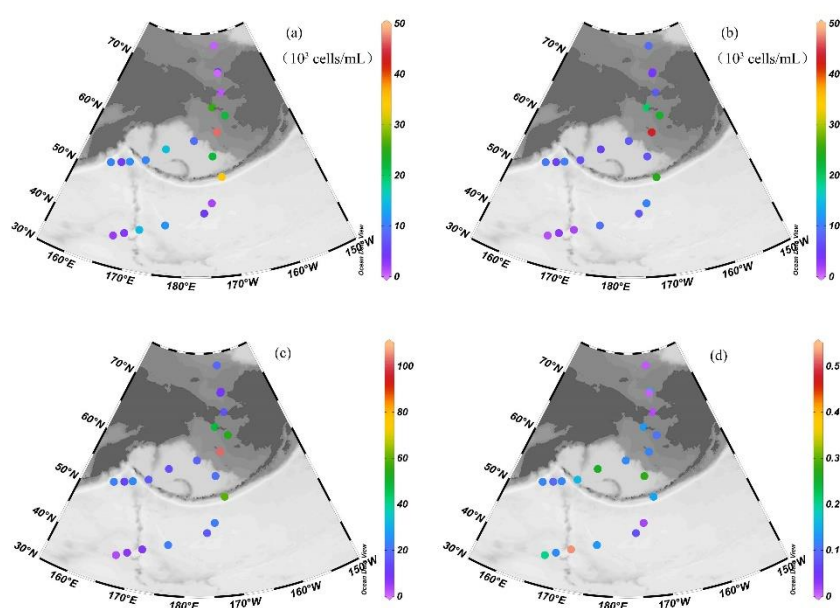 (a)
(10³ cells/mL)
70°N
60°N
50°N
40°N
30°N
160°E
170°E
180°E
170°W
160°W
150°W
Ocean Data View
50
40
30
20
10
0
(b)
(10³ cells/mL)
70°N
60°N
50°N
40°N
30°N
160°E
170°E
180°E
170°W
160°W
150°W
Ocean Data View
50
40
30
20
10
0
(c)
70°N
60°N
50°N
40°N
30°N
160°E
170°E
180°E
170°W
160°W
150°W
Ocean Data View
100
80
60
40
20
0
(d)
70°N
60°N
50°N
40°N
30°N
160°E
170°E
180°E
170°W
160°W
150°W
Ocean Data View
0.5
0.4
0.3
0.2
0.1
0